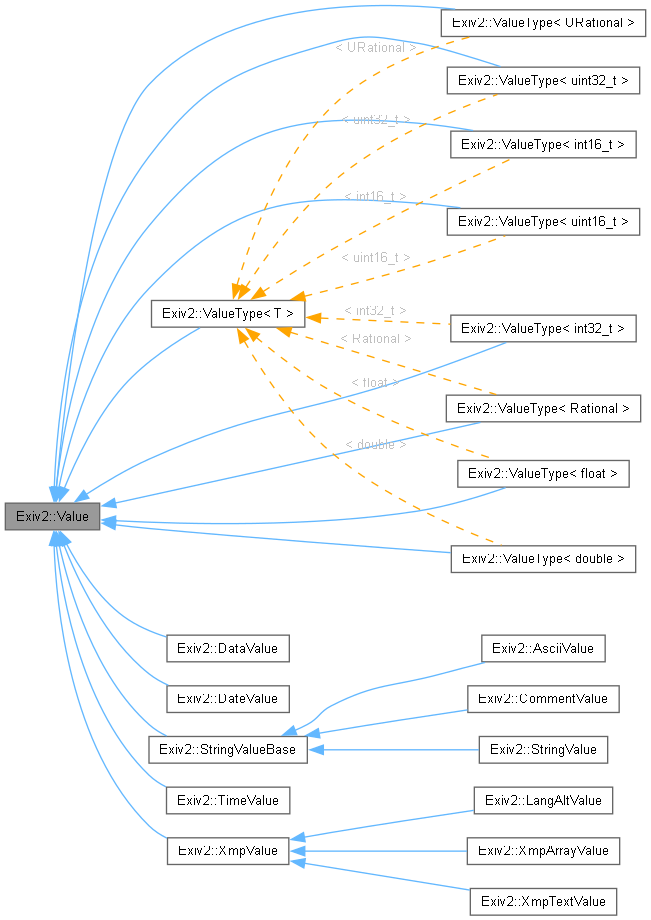 Exiv2::ValueType< URational >
< URational >
Exiv2::ValueType< uint32_t >
< uint32_t >
Exiv2::ValueType< int16_t >
< int16_t >
Exiv2::ValueType< uint16_t >
< uint16_t >
Exiv2::ValueType< T >
< int32_t >
Exiv2::ValueType< int32_t >
< Rational >
< float >
Exiv2::ValueType< Rational >
< double >
Exiv2::ValueType< float >
Exiv2::Value
Exiv2::ValueType< double >
Exiv2::DataValue
Exiv2::AsciiValue
Exiv2::DateValue
Exiv2::CommentValue
Exiv2::StringValueBase
Exiv2::StringValue
Exiv2::TimeValue
Exiv2::LangAltValue
Exiv2::XmpValue
Exiv2::XmpArrayValue
Exiv2::XmpTextValue